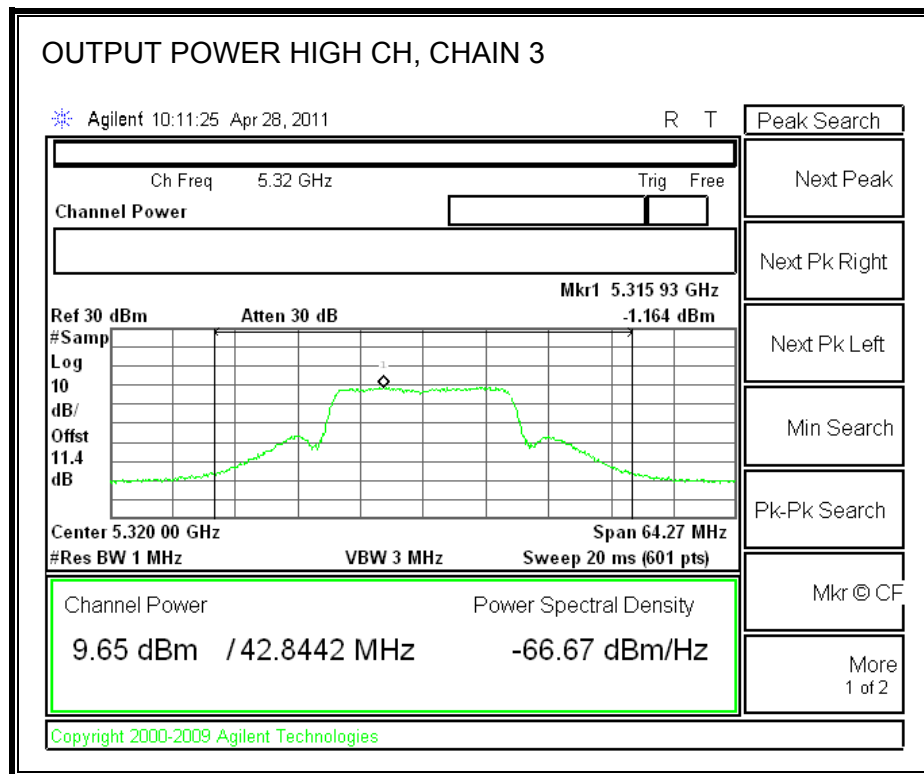 OUTPUT POWER HIGH CH, CHAIN 3
Agilent 10:11:25 Apr 28, 2011 R T
Peak Search
Ch Freq 5.32 GHz Trig Free
Channel Power
Next Peak
Next Pk Right
Mkr1 5.315 93 GHz
Ref 30 dBm Atten 30 dB -1.164 dBm
#Samp
Log
10
dB/
Offst
11.4
dB
1
Next Pk Left
Min Search
Pk-Pk Search
Center 5.320 00 GHz Span 64.27 MHz
#Res BW 1 MHz VBW 3 MHz Sweep 20 ms (601 pts)
Channel Power Power Spectral Density
9.65 dBm / 42.8442 MHz -66.67 dBm/Hz
Mkr © CF
More
1 of 2
Copyright 2000-2009 Agilent Technologies